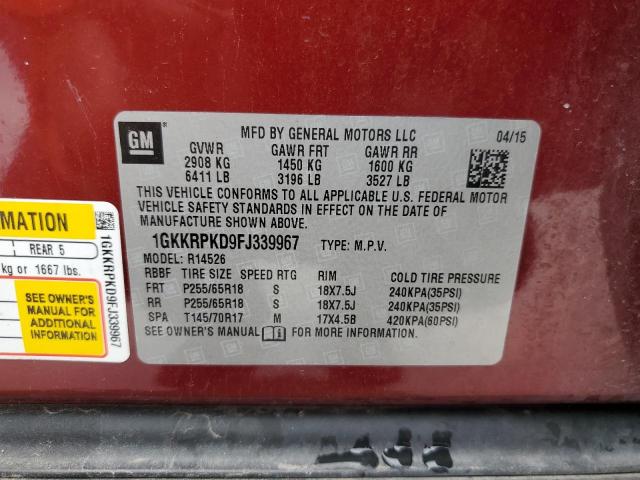 GM
MFD BY GENERAL MOTORS LLC 04/15
GVWR GAWR FRT GAWR RR
2908 KG 1450 KG 1600 KG
6411 LB 3196 LB 3527 LB
THIS VEHICLE CONFORMS TO ALL APPLICABLE U.S. FEDERAL MOTOR
VEHICLE SAFETY STANDARDS IN EFFECT ON THE DATE OF
MANUFACTURE SHOWN ABOVE.
1GKKRPKD9FJ339967 TYPE: M.P.V.
MODEL: R14526
RBBF TIRE SIZE SPEED RTG RIM COLD TIRE PRESSURE
FRT P255/65R18 S 18X7.5J 240KPA(35PSI)
RR P255/65R18 S 18X7.5J 240KPA(35PSI)
SPA T145/70R17 M 17X4.5B 420KPA(60PSI)
SEE OWNER'S MANUAL FOR MORE INFORMATION.
RMATION
REAR 5
kg or 1667 lbs.
SEE OWNER'S
MANUAL FOR
ADDITIONAL
INFORMATION
1GKKRPKD9FJ339967